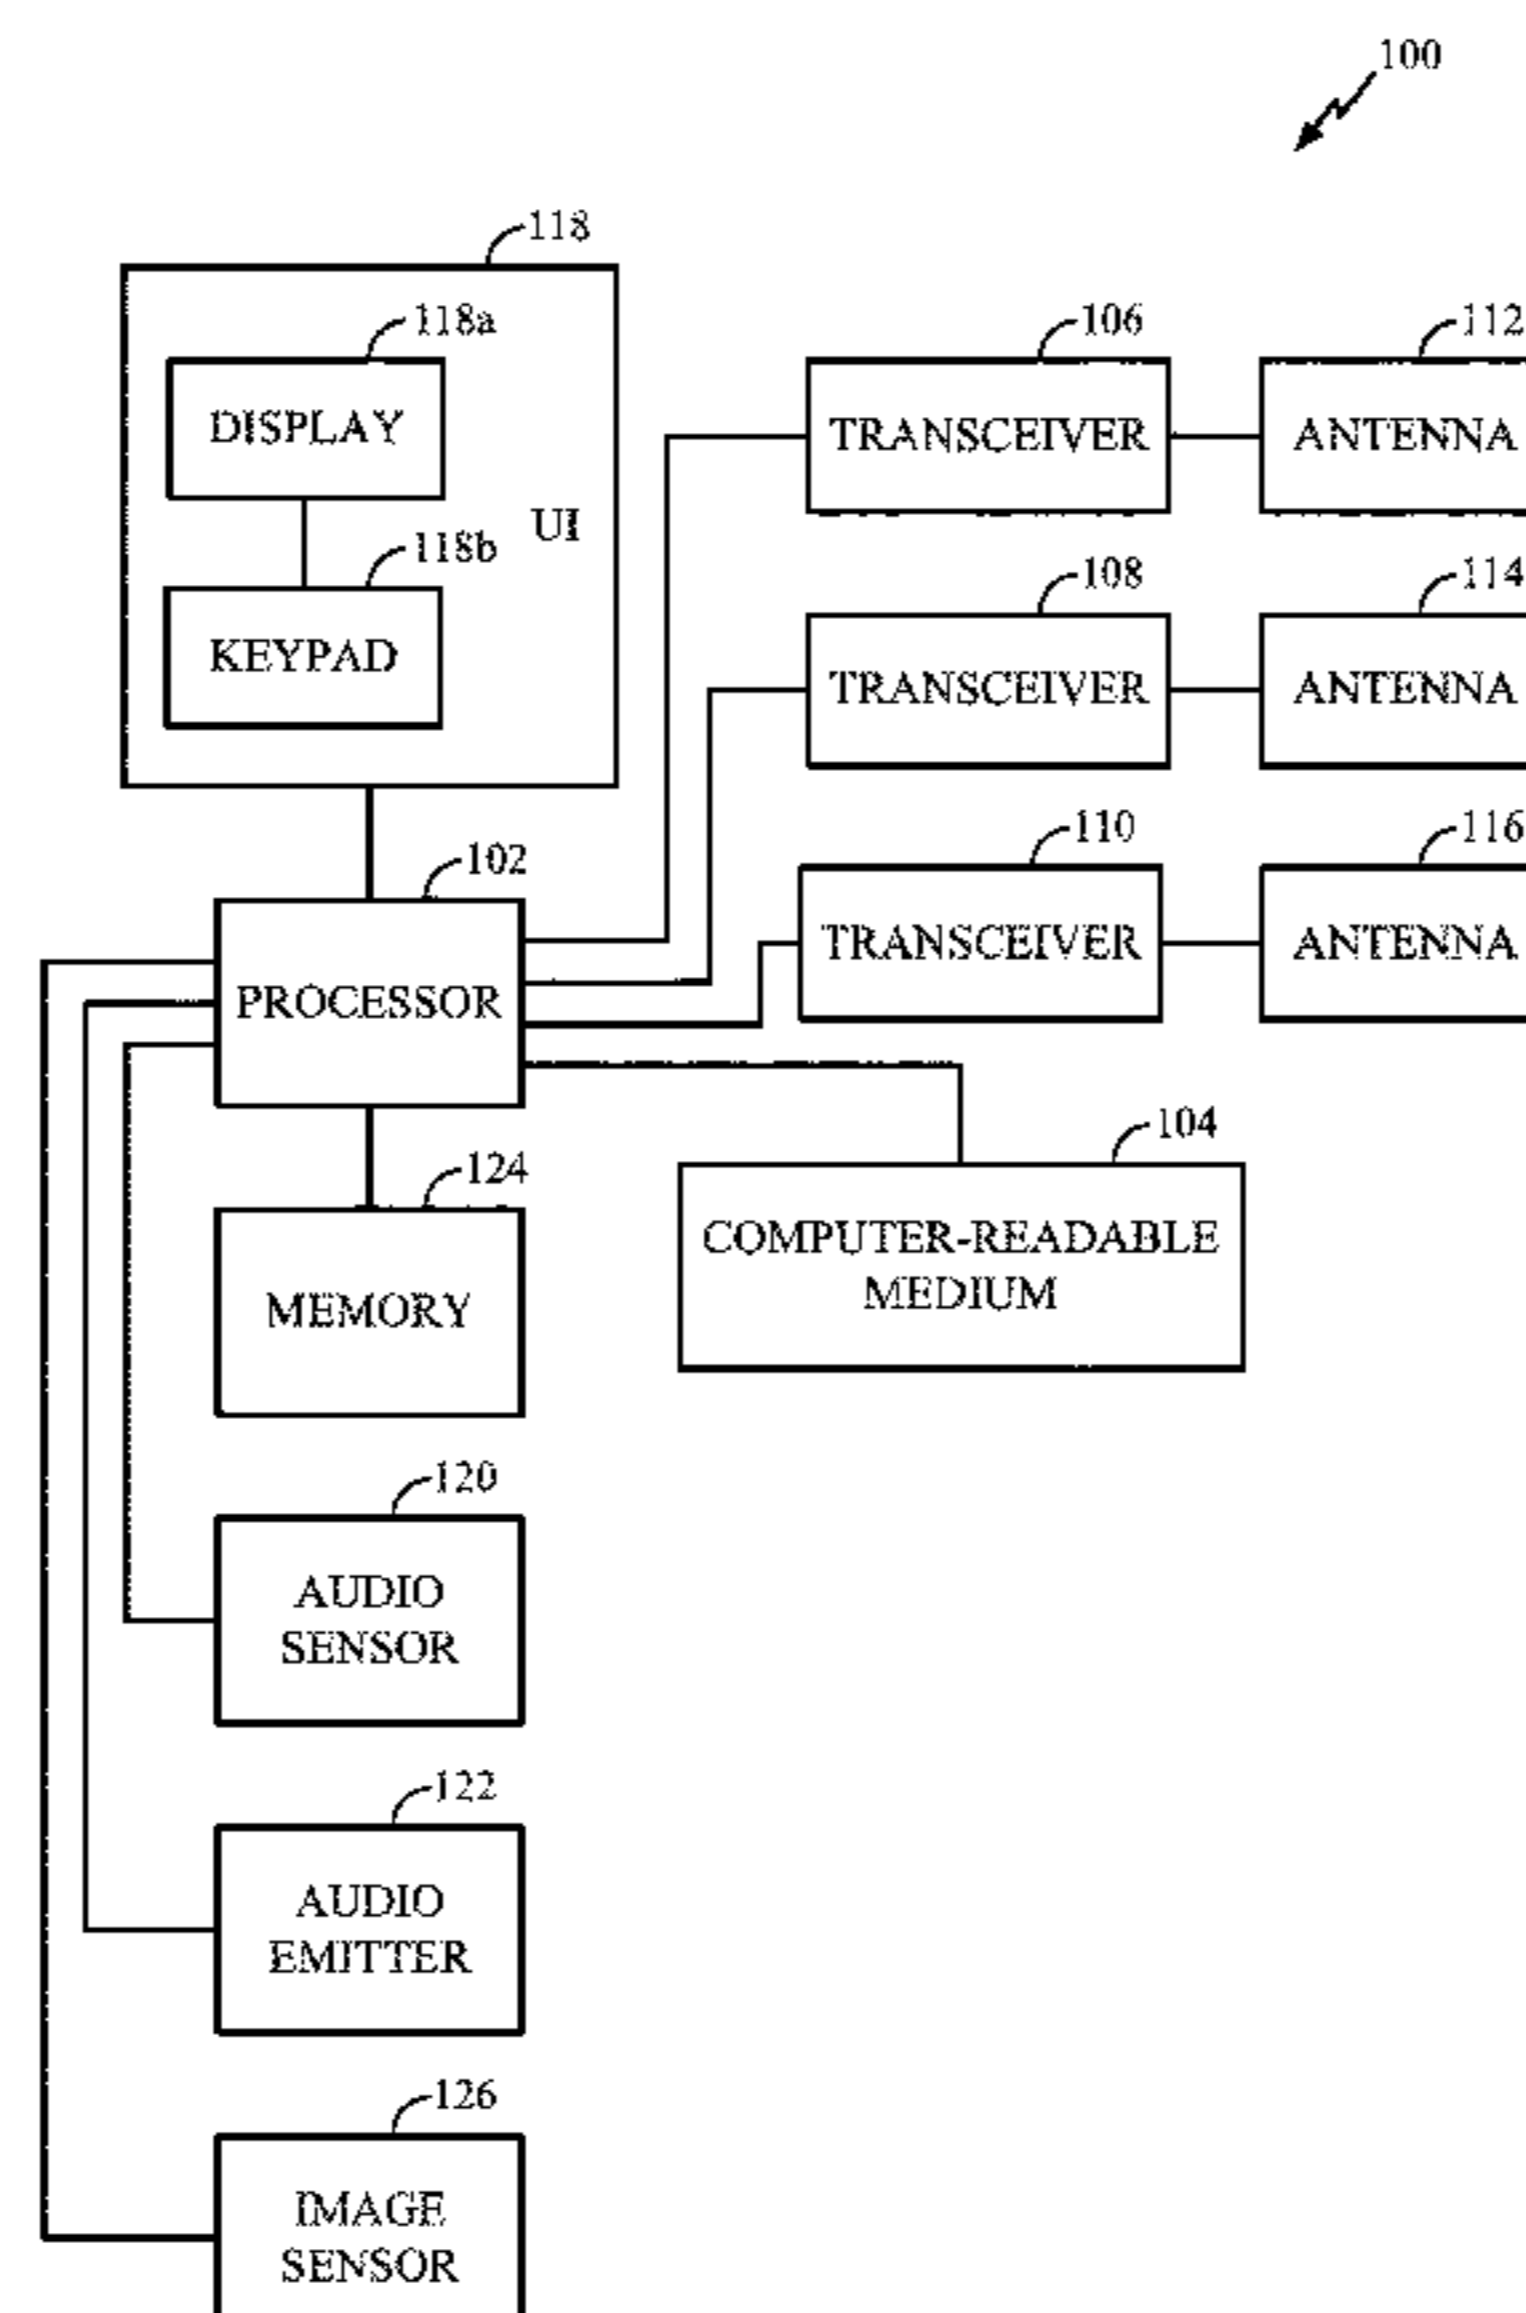 100
118
118a
106
112
DISPLAY
TRANSCEIVER
ANTENNA
UI
118b
108
114
KEYPAD
TRANSCEIVER
ANTENNA
110
116
102
TRANSCEIVER
ANTENNA
PROCESSOR
104
124
COMPUTER-READABLE
MEDIUM
MEMORY
120
AUDIO
SENSOR
122
AUDIO
EMITTER
126
IMAGE
SENSOR